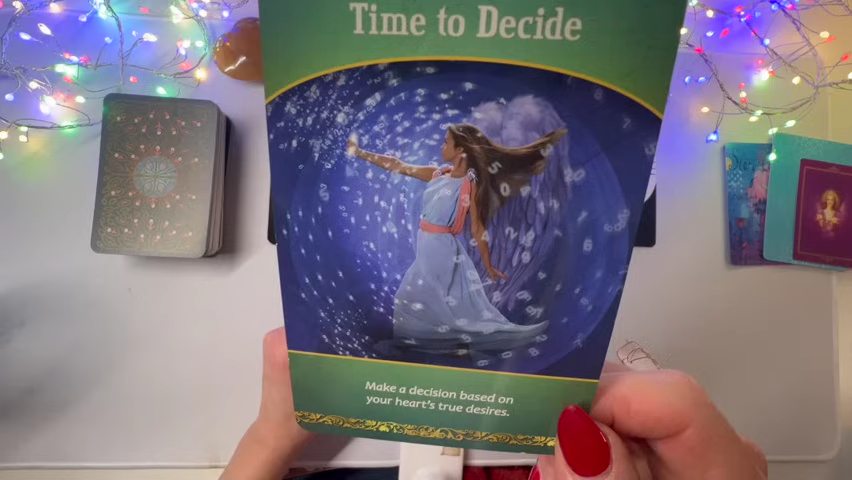 Time to Decide
Make a decision based on
your heart's true desires.